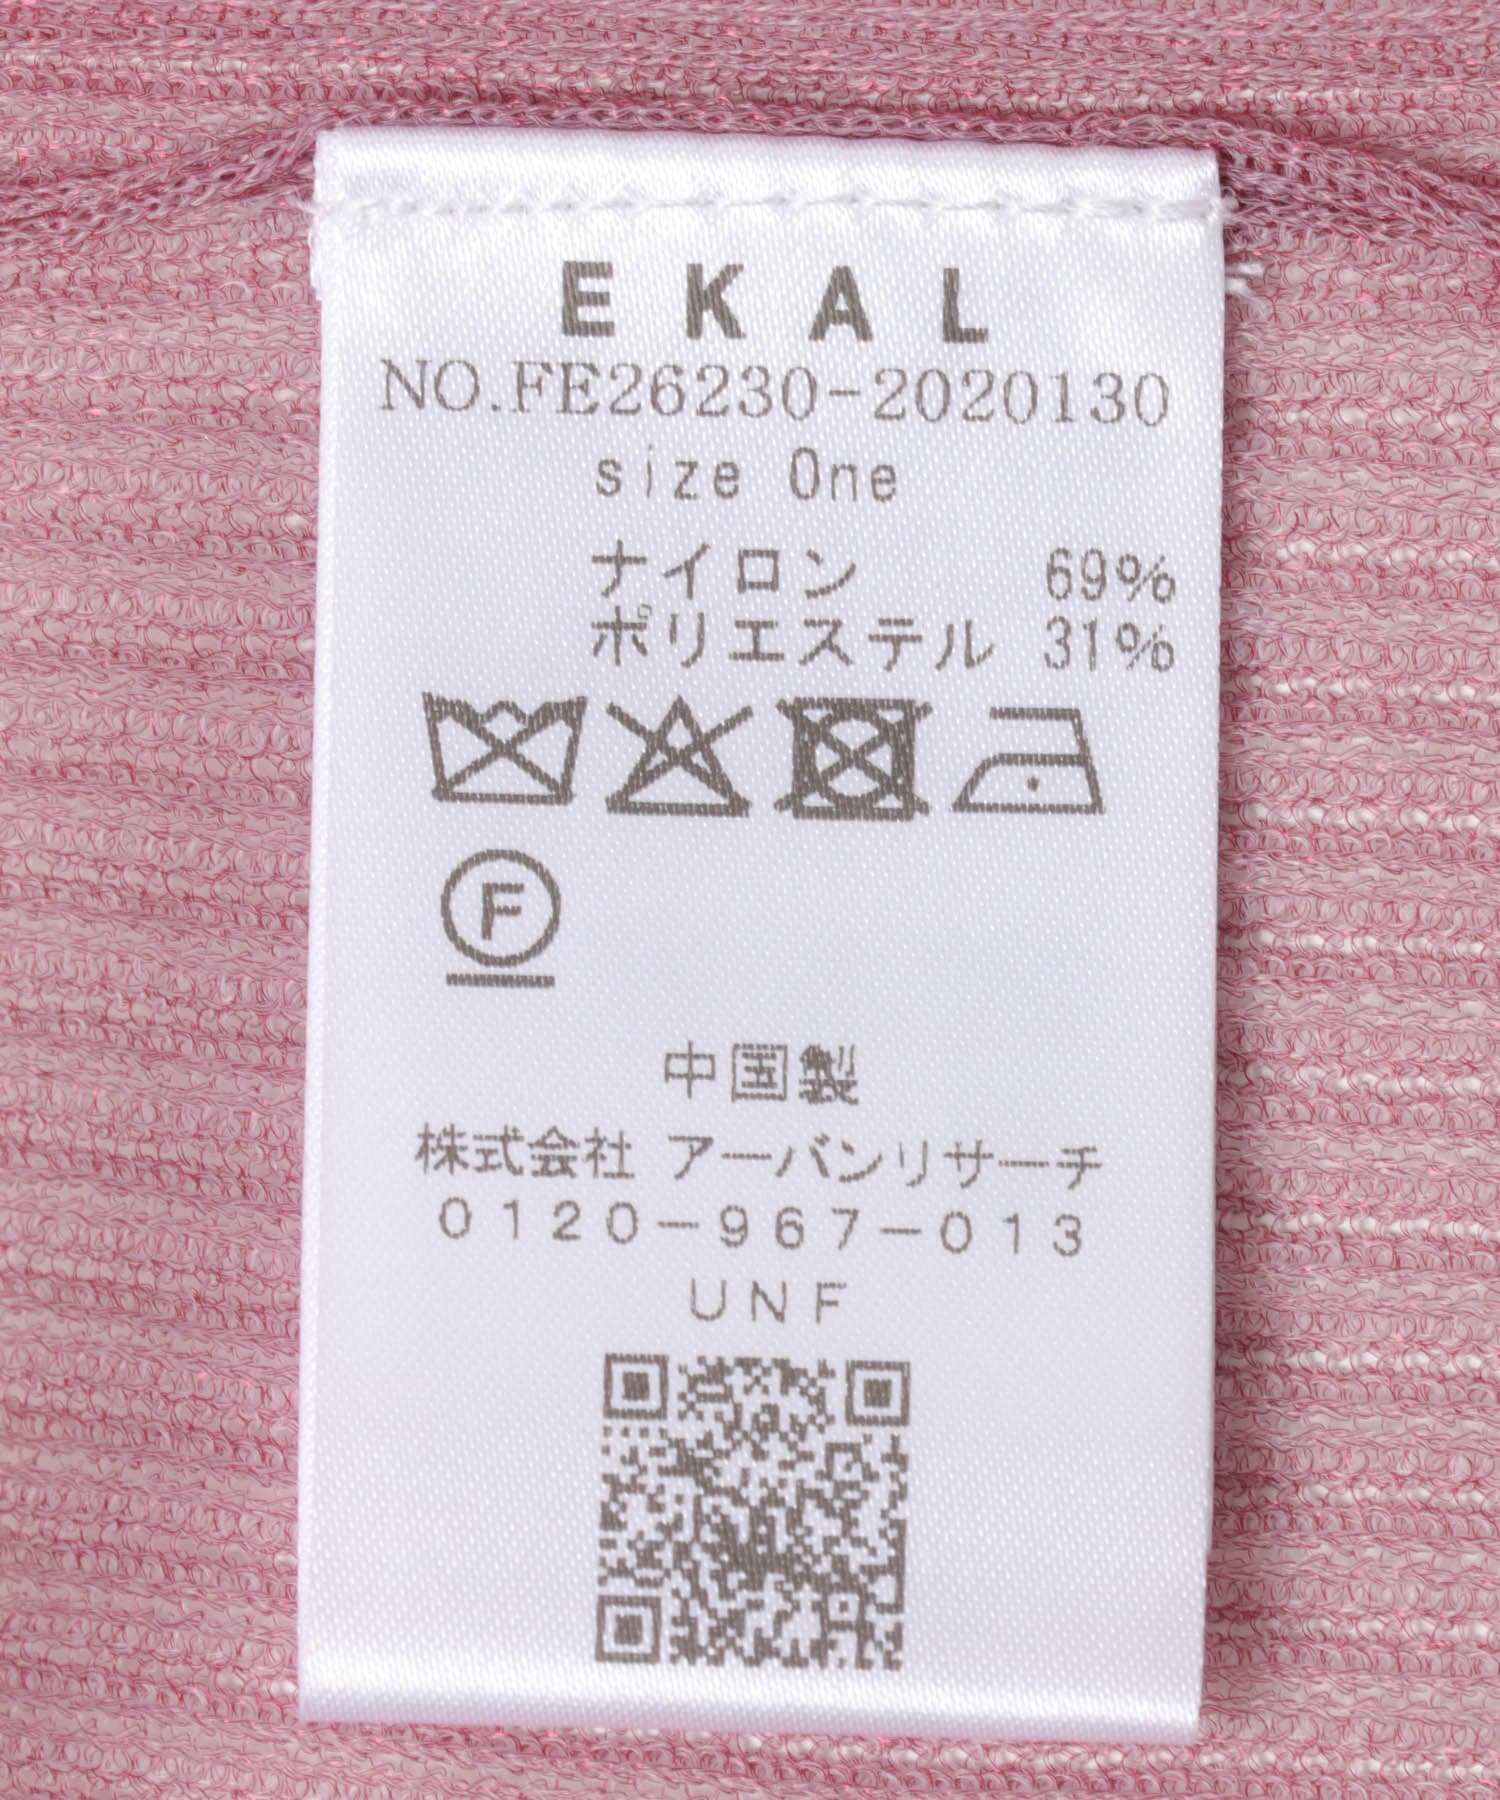 EKAL
NO.FE26230-2020130
size One
ナイロン 69%
ポリエステル 31%
F
中国製
株式会社 アーバンリサーチ
0120-967-013
UNF